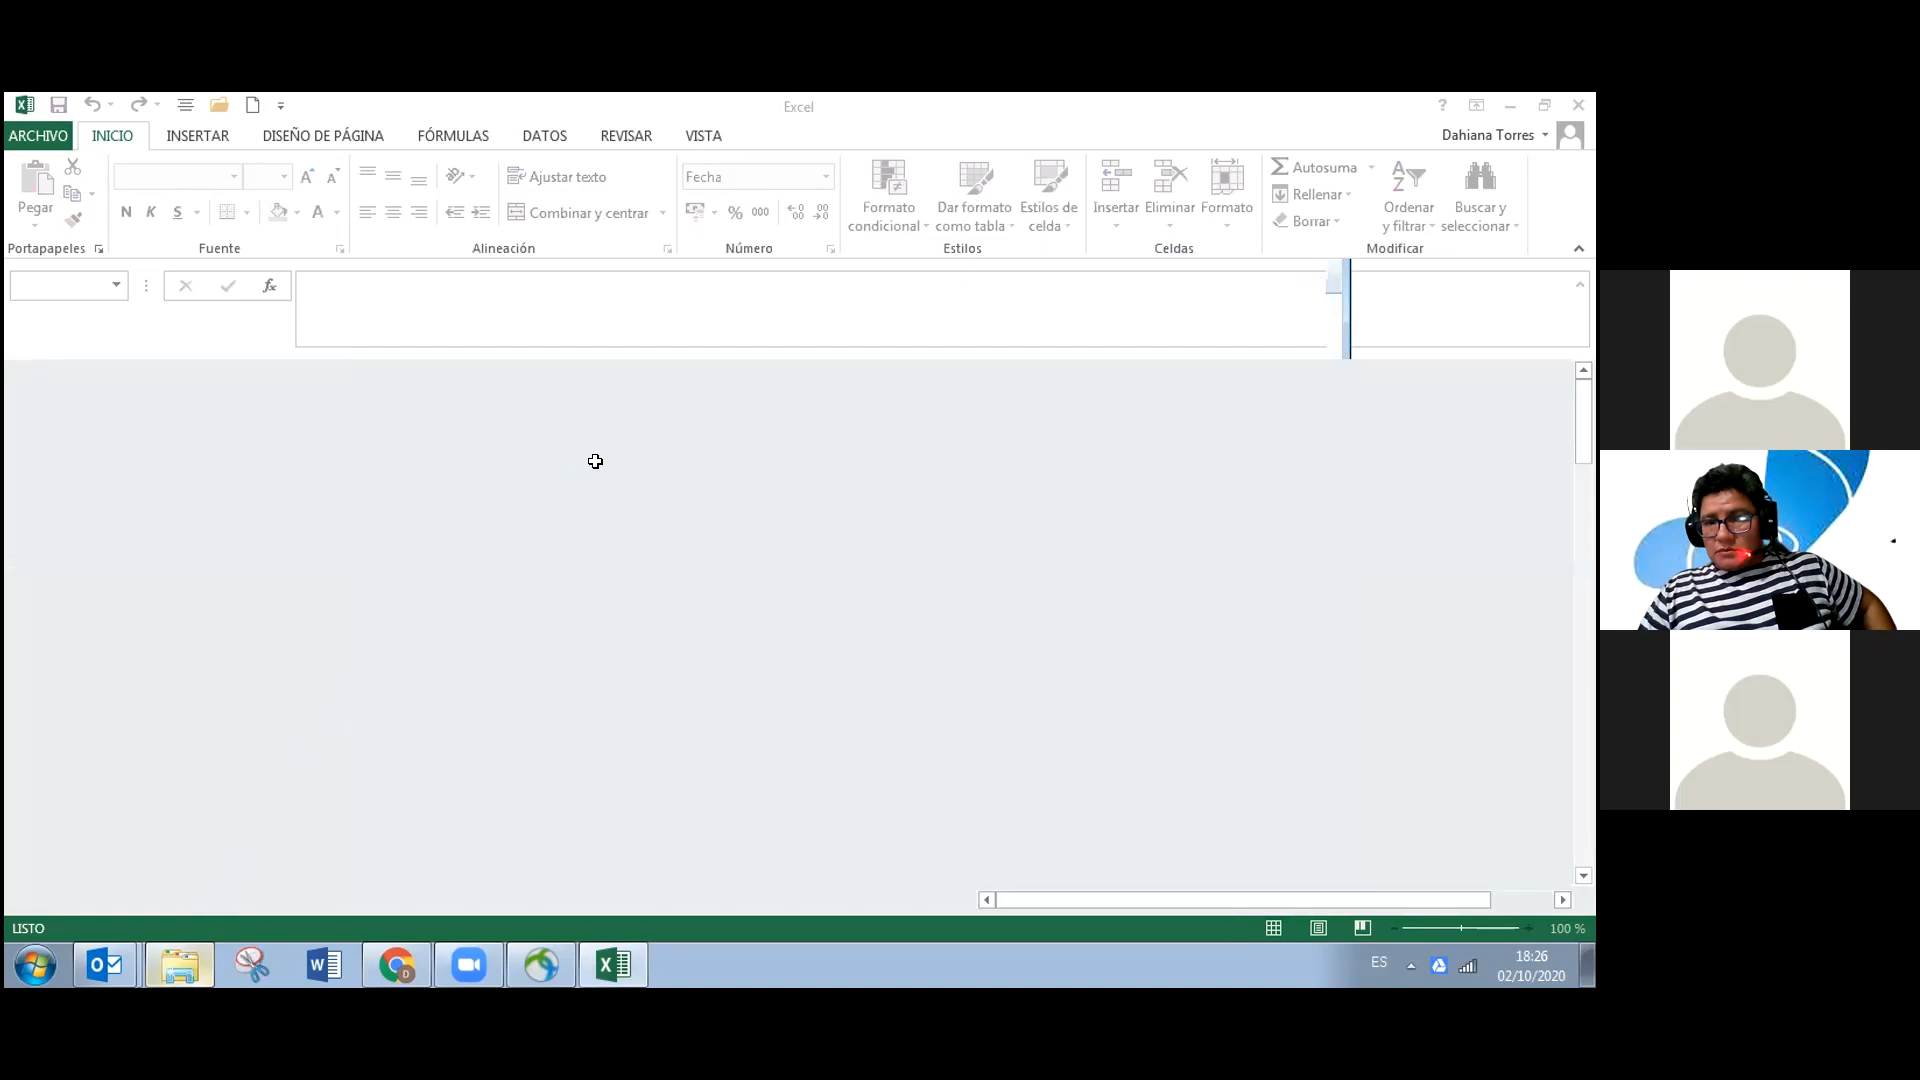 Excel
?
ARCHIVO INICIO INSERTAR DISEÑO DE PÁGINA FÓRMULAS DATOS REVISAR VISTA Dahiana Torres
Pegar
Portapapeles
N K S A
Fuente
Ajustar texto
Combinar y centrar
Alineación
Fecha
% 000
Número
Formato condicional
Dar formato como tabla
Estilos de celda
Estilos
Insertar Eliminar Formato
Celdas
Autosuma
Rellenar
Borrar
Ordenar y filtrar
Buscar y seleccionar
Modificar
fx
LISTO
100 %
ES
18:26
02/10/2020